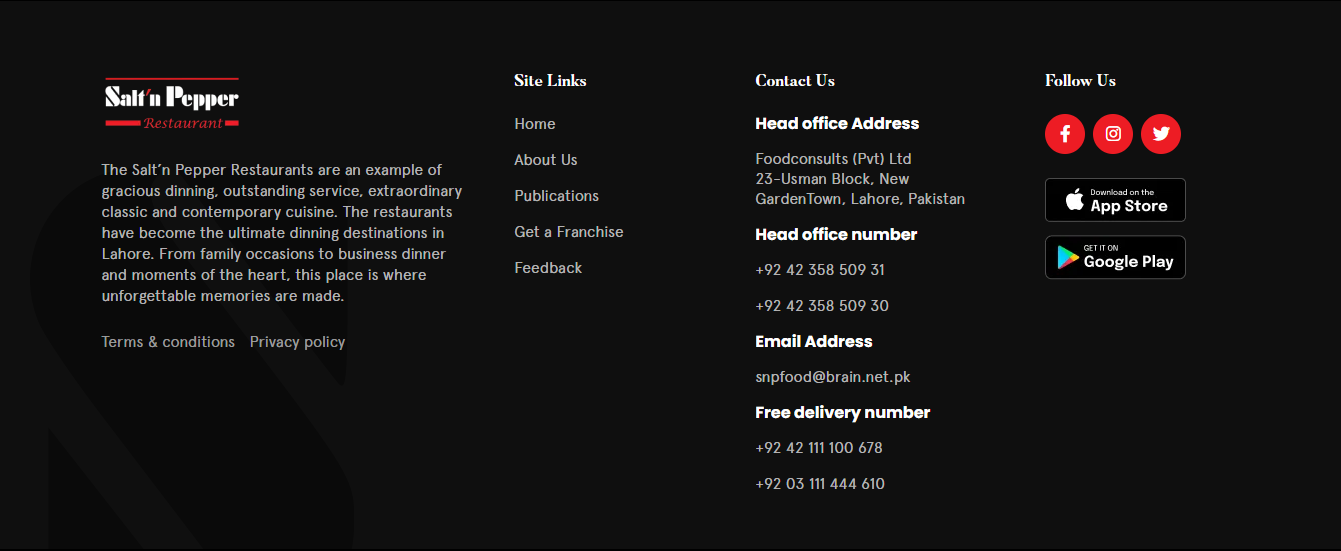 Salt'n Pepper
Restaurant
The Salt’n Pepper Restaurants are an example of
gracious dinning, outstanding service, extraordinary
classic and contemporary cuisine. The restaurants
have become the ultimate dinning destinations in
Lahore. From family occasions to business dinner
and moments of the heart, this place is where
unforgettable memories are made.
Terms & conditions Privacy policy
Site Links
Home
About Us
Publications
Get a Franchise
Feedback
Contact Us
Head office Address
Foodconsults (Pvt) Ltd
23-Usman Block, New
GardenTown, Lahore, Pakistan
Head office number
+92 42 358 509 31
+92 42 358 509 30
Email Address
snpfood@brain.net.pk
Free delivery number
+92 42 111 100 678
+92 03 111 444 610
Follow Us
Download on the
App Store
GET IT ON
Google Play